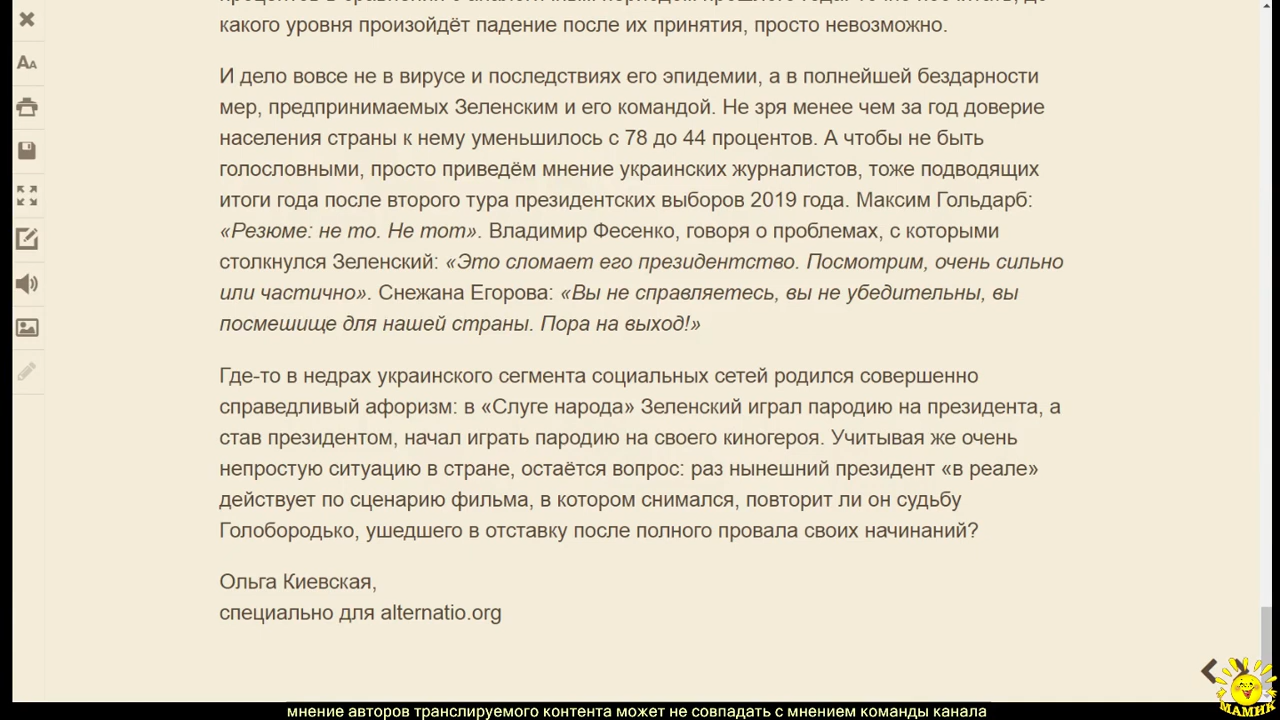 какого уровня произойдёт падение после их принятия, просто невозможно.
И дело вовсе не в вирусе и последствиях его эпидемии, а в полнейшей бездарности
мер, предпринимаемых Зеленским и его командой. Не зря менее чем за год доверие
населения страны к нему уменьшилось с 78 до 44 процентов. А чтобы не быть
голословными, просто приведём мнение украинских журналистов, тоже подводящих
итоги года после второго тура президентских выборов 2019 года. Максим Гольдарб:
«Резюме: не то. Не тот». Владимир Фесенко, говоря о проблемах, с которыми
столкнулся Зеленский: «Это сломает его президентство. Посмотрим, очень сильно
или частично». Снежана Егорова: «Вы не справляетесь, вы не убедительны, вы
посмешище для нашей страны. Пора на выход!»
Где-то в недрах украинского сегмента социальных сетей родился совершенно
справедливый афоризм: в «Слуге народа» Зеленский играл пародию на президента, а
став президентом, начал играть пародию на своего киногероя. Учитывая же очень
непростую ситуацию в стране, остаётся вопрос: раз нынешний президент «в реале»
действует по сценарию фильма, в котором снимался, повторит ли он судьбу
Голобородько, ушедшего в отставку после полного провала своих начинаний?
Ольга Киевская,
специально для alternatio.org
МАМИК
мнение авторов транслируемого контента может не совпадать с мнением команды канала